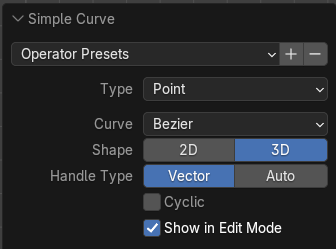 Simple Curve
Operator Presets
Type Point
Curve Bezier
Shape 2D 3D
Handle Type Vector Auto
Cyclic
Show in Edit Mode